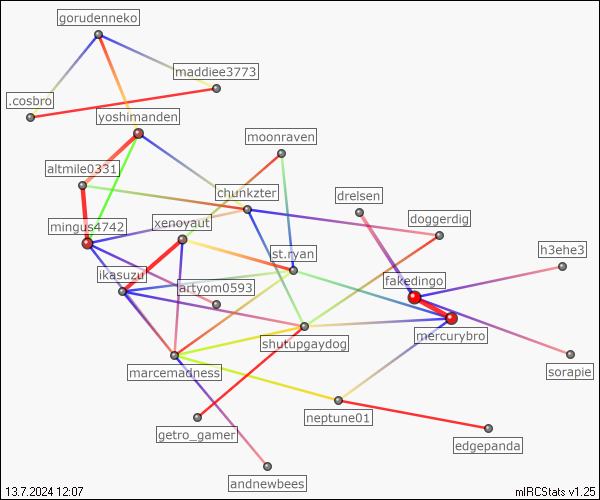 gorudenneko
maddiee3773
.cosbro
yoshimanden
moonraven
altmile0331
chunkzter
drelsen
mingus4742
xenoyaut
doggerdig
st.ryan
h3ehe3
ikasuzu
artyom0593
fakedingo
shutupgaydog
mercurybro
marcemadness
sorapie
neptune01
getro_gamer
edgepanda
andnewbees
13.7.2024 12:07
mIRCStats v1.25